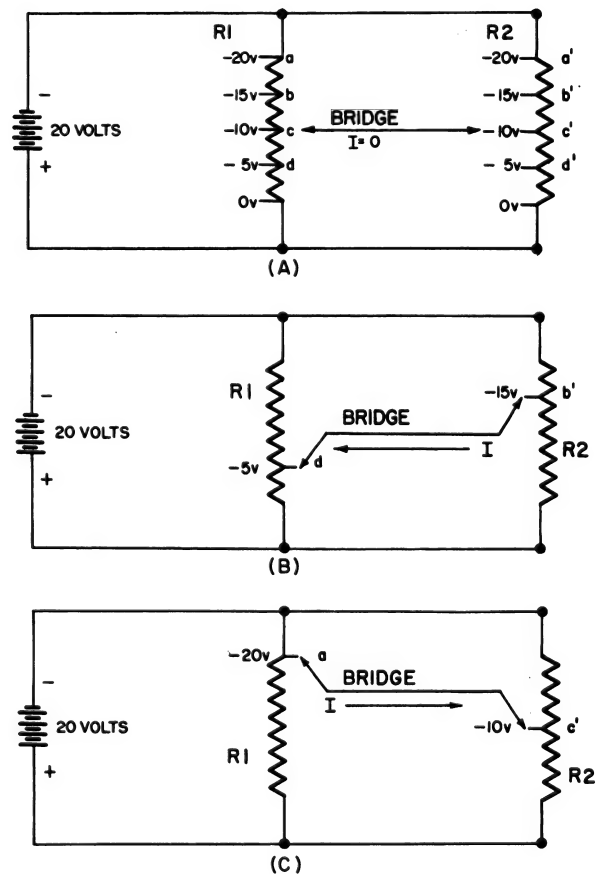 R1
R2
-20v a
-20v a'
-15v b
-15v b'
-
20 VOLTS
+
-10v c
BRIDGE
I=0
-10v c'
- 5v d
- 5v d'
0v
0v
(A)
R1
-
20 VOLTS
+
-15v b'
BRIDGE
I
-5v d
R2
(B)
-20v a
-
20 VOLTS
+
BRIDGE
I
-10v c'
R1
R2
(C)